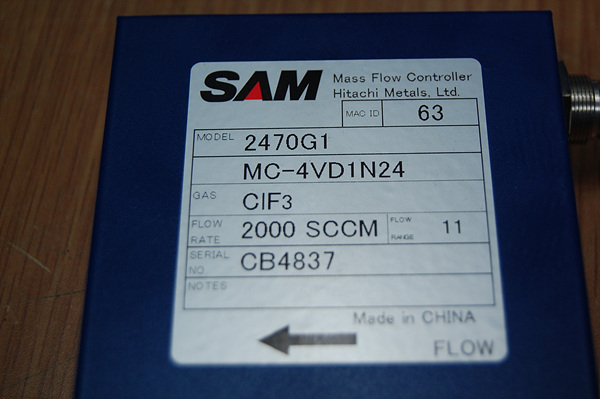 SAM Mass Flow Controller
Hitachi Metals, Ltd.
MAC ID 63
MODEL 2470G1
MC-4VD1N24
GAS ClF3
FLOW RATE 2000 SCCM FLOW RANGE 11
SERIAL NO. CB4837
NOTES
Made in CHINA
FLOW